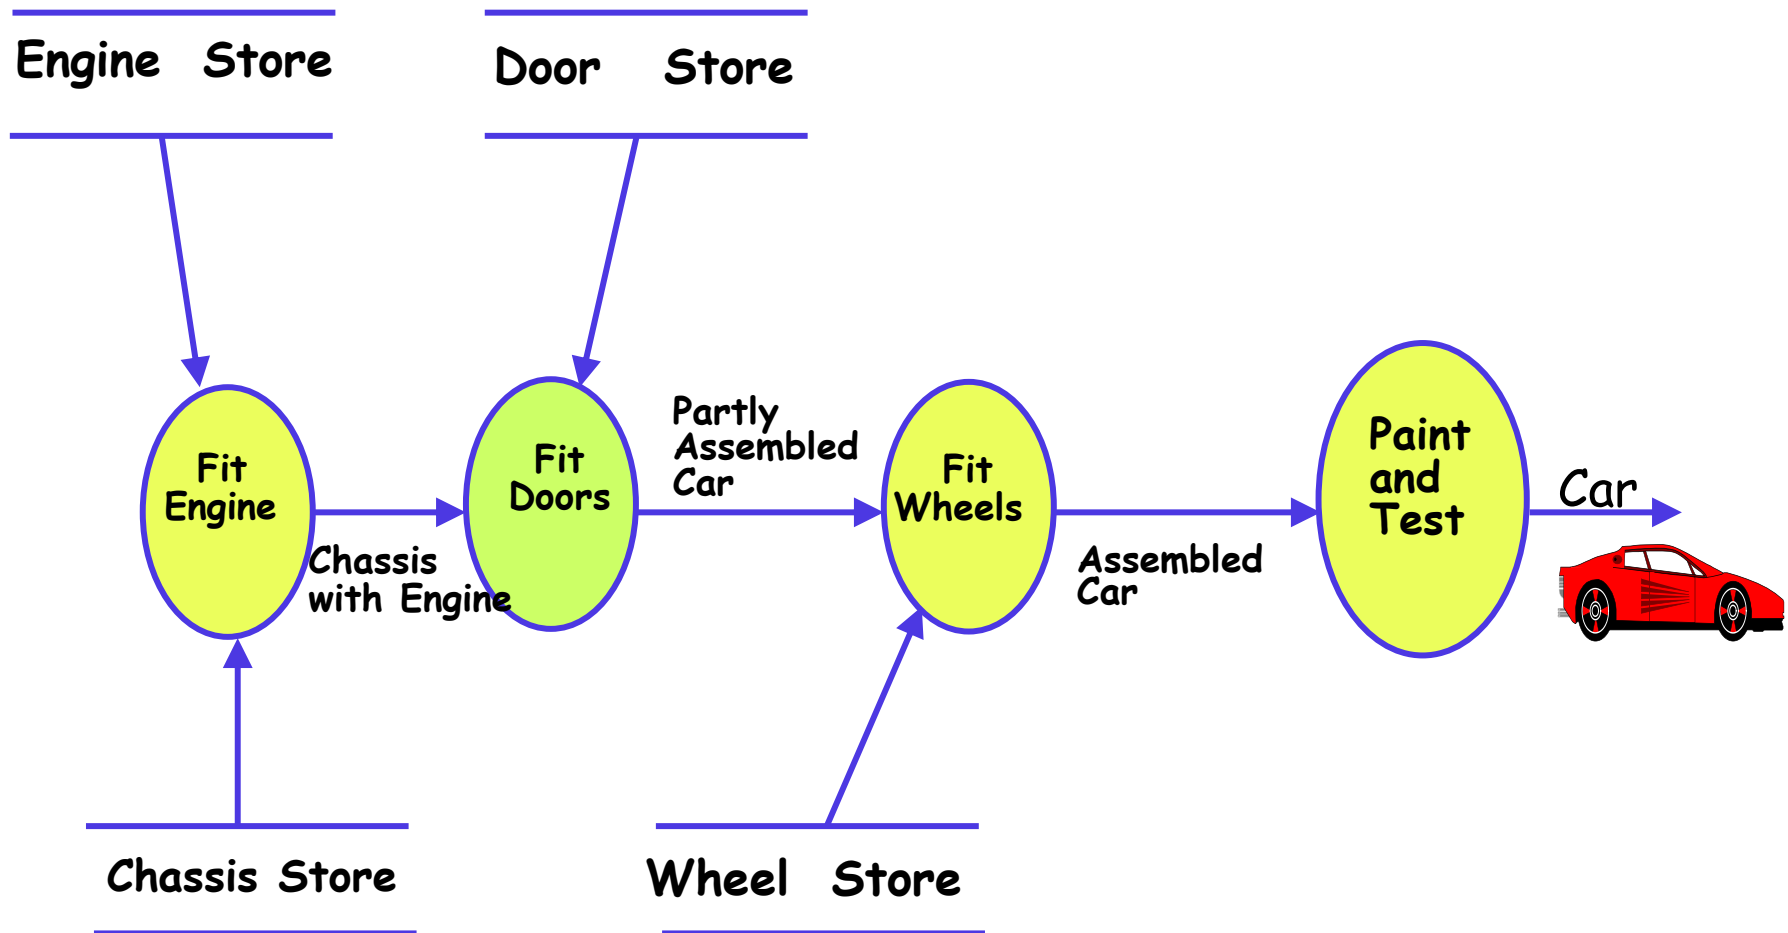 Engine Store
Door Store
Fit
Engine
Chassis
with Engine
Fit
Doors
Partly
Assembled
Car
Fit
Wheels
Assembled
Car
Paint
and
Test
Car
Chassis Store
Wheel Store